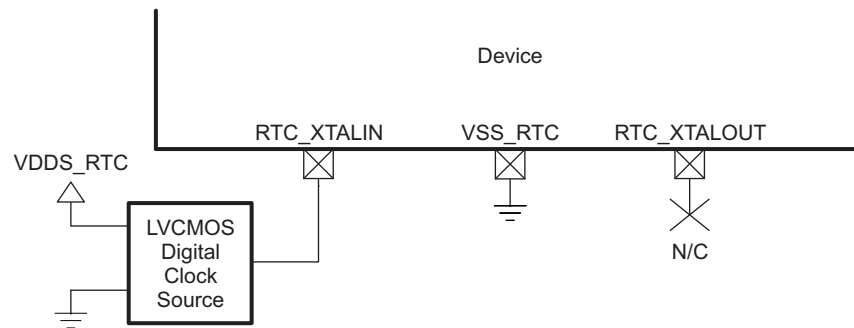 Device
RTC_XTALIN
VSS_RTC
RTC_XTALOUT
VDDS_RTC
LVCMOS
Digital
Clock
Source
N/C